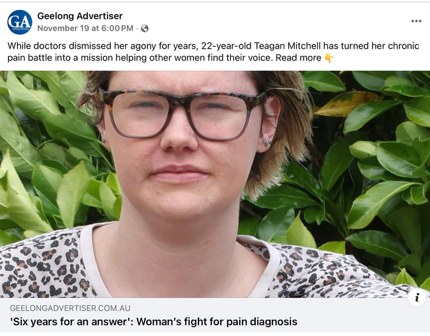 GA
Geelong Advertiser
November 19 at 6:00 PM ·
While doctors dismissed her agony for years, 22-year-old Teagan Mitchell has turned her chronic
pain battle into a mission helping other women find their voice. Read more 👇
i
GEELONGADVERTISER.COM.AU
'Six years for an answer': Woman's fight for pain diagnosis